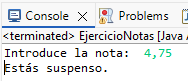 Console × Problems
<terminated> EjercicioNotas [Java A
Introduce la nota: 4,75
Estás suspenso.